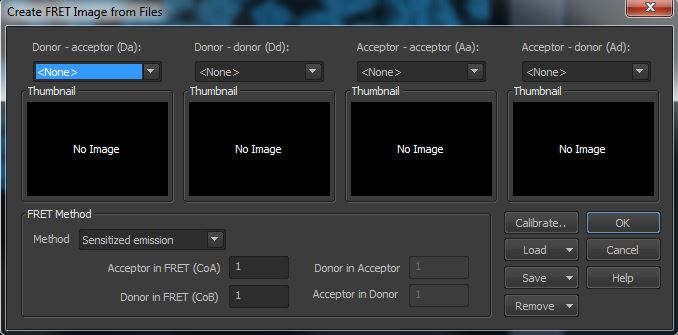 Create FRET Image from Files
Donor - acceptor (Da): Donor - donor (Dd): Acceptor - acceptor (Aa): Acceptor - donor (Ad):
<None> <None> <None> <None>
Thumbnail Thumbnail Thumbnail Thumbnail
No Image No Image No Image No Image
FRET Method
Calibrate.. OK
Method Sensitized emission
Load Cancel
Acceptor in FRET (CoA) 1 Donor in Acceptor 1
Save Help
Donor in FRET (CoB) 1 Acceptor in Donor 1
Remove